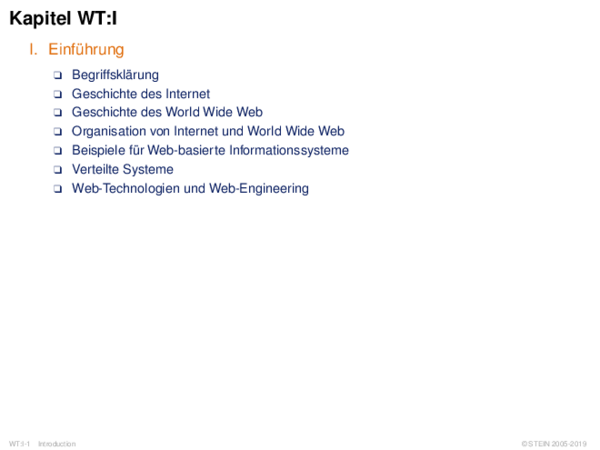 Kapitel WT:I
I. Einführung
❑ Begriffsklärung
❑ Geschichte des Internet
❑ Geschichte des World Wide Web
❑ Organisation von Internet und World Wide Web
❑ Beispiele für Web-basierte Informationssysteme
❑ Verteilte Systeme
❑ Web-Technologien und Web-Engineering
WT:I-1 Introduction © STEIN 2005-2019